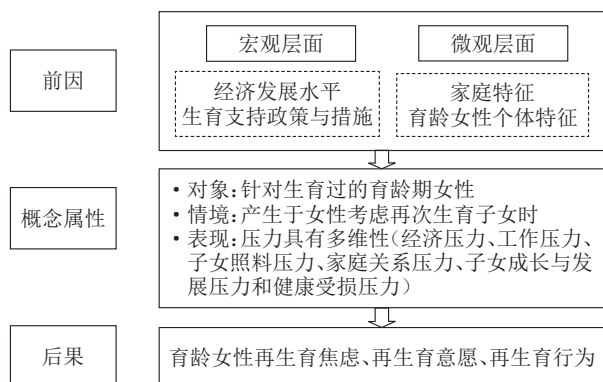 宏观层面
微观层面
前因
经济发展水平
生育支持政策与措施
家庭特征
育龄女性个体特征
概念属性
·对象:针对生育过的育龄期女性
·情境:产生于女性考虑再次生育子女时
·表现:压力具有多维性(经济压力、工作压力、
子女照料压力、家庭关系压力、子女成长与发
展压力和健康受损压力)
后果
育龄女性再生育焦虑、再生育意愿、再生育行为